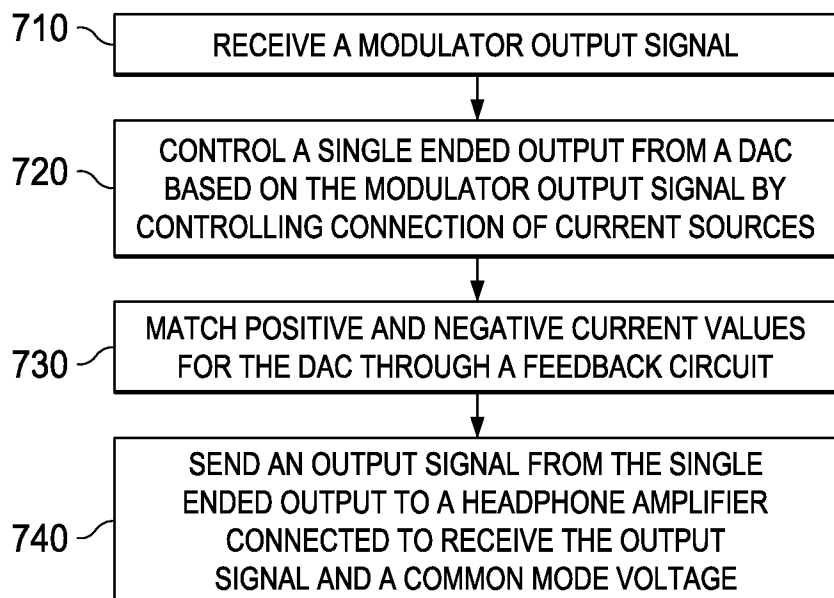 710
RECEIVE A MODULATOR OUTPUT SIGNAL
720
CONTROL A SINGLE ENDED OUTPUT FROM A DAC
BASED ON THE MODULATOR OUTPUT SIGNAL BY
CONTROLLING CONNECTION OF CURRENT SOURCES
730
MATCH POSITIVE AND NEGATIVE CURRENT VALUES
FOR THE DAC THROUGH A FEEDBACK CIRCUIT
740
SEND AN OUTPUT SIGNAL FROM THE SINGLE
ENDED OUTPUT TO A HEADPHONE AMPLIFIER
CONNECTED TO RECEIVE THE OUTPUT
SIGNAL AND A COMMON MODE VOLTAGE